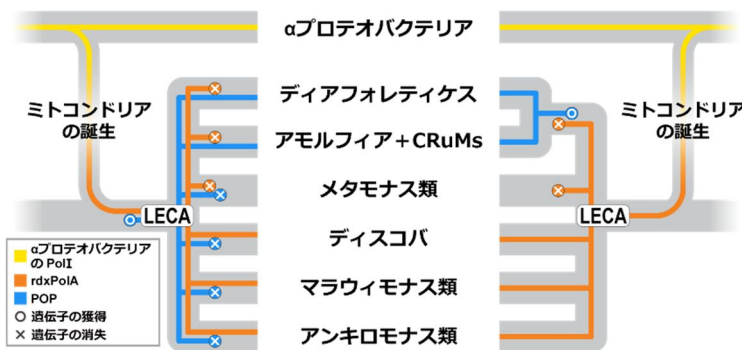 αプロテオバクテリア
ミトコンドリア
の誕生
ディアフォレティケス
アモルフィア+CRuMs
メタモナス類
LECA
ディスコバ
マラウィモナス類
アンキロモナス類
ミトコンドリア
の誕生
LECA
αプロテオバクテリア
の PolI
rdxPolA
POP
遺伝子の獲得
遺伝子の消失